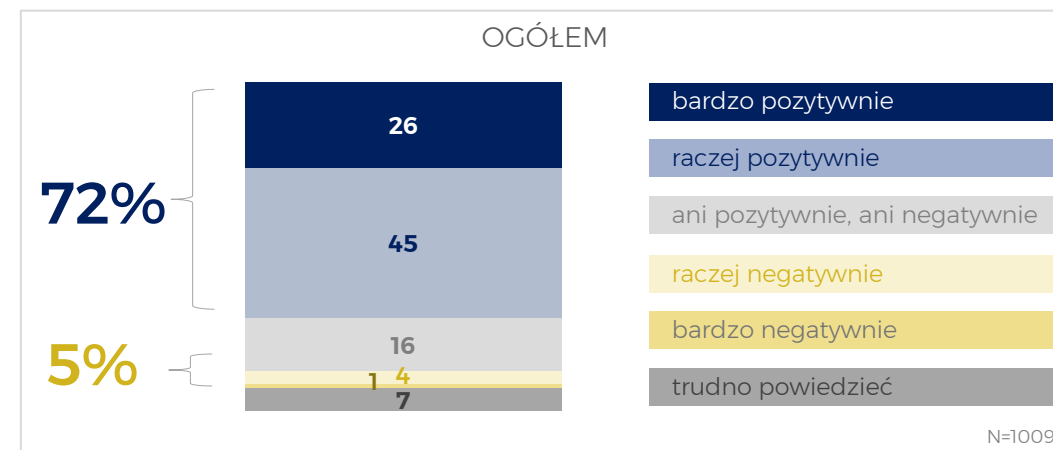 OGÓŁEM
72%
5%
26
45
16
4
1
7
bardzo pozytywnie
raczej pozytywnie
ani pozytywnie, ani negatywnie
raczej negatywnie
bardzo negatywnie
trudno powiedzieć
N=1009